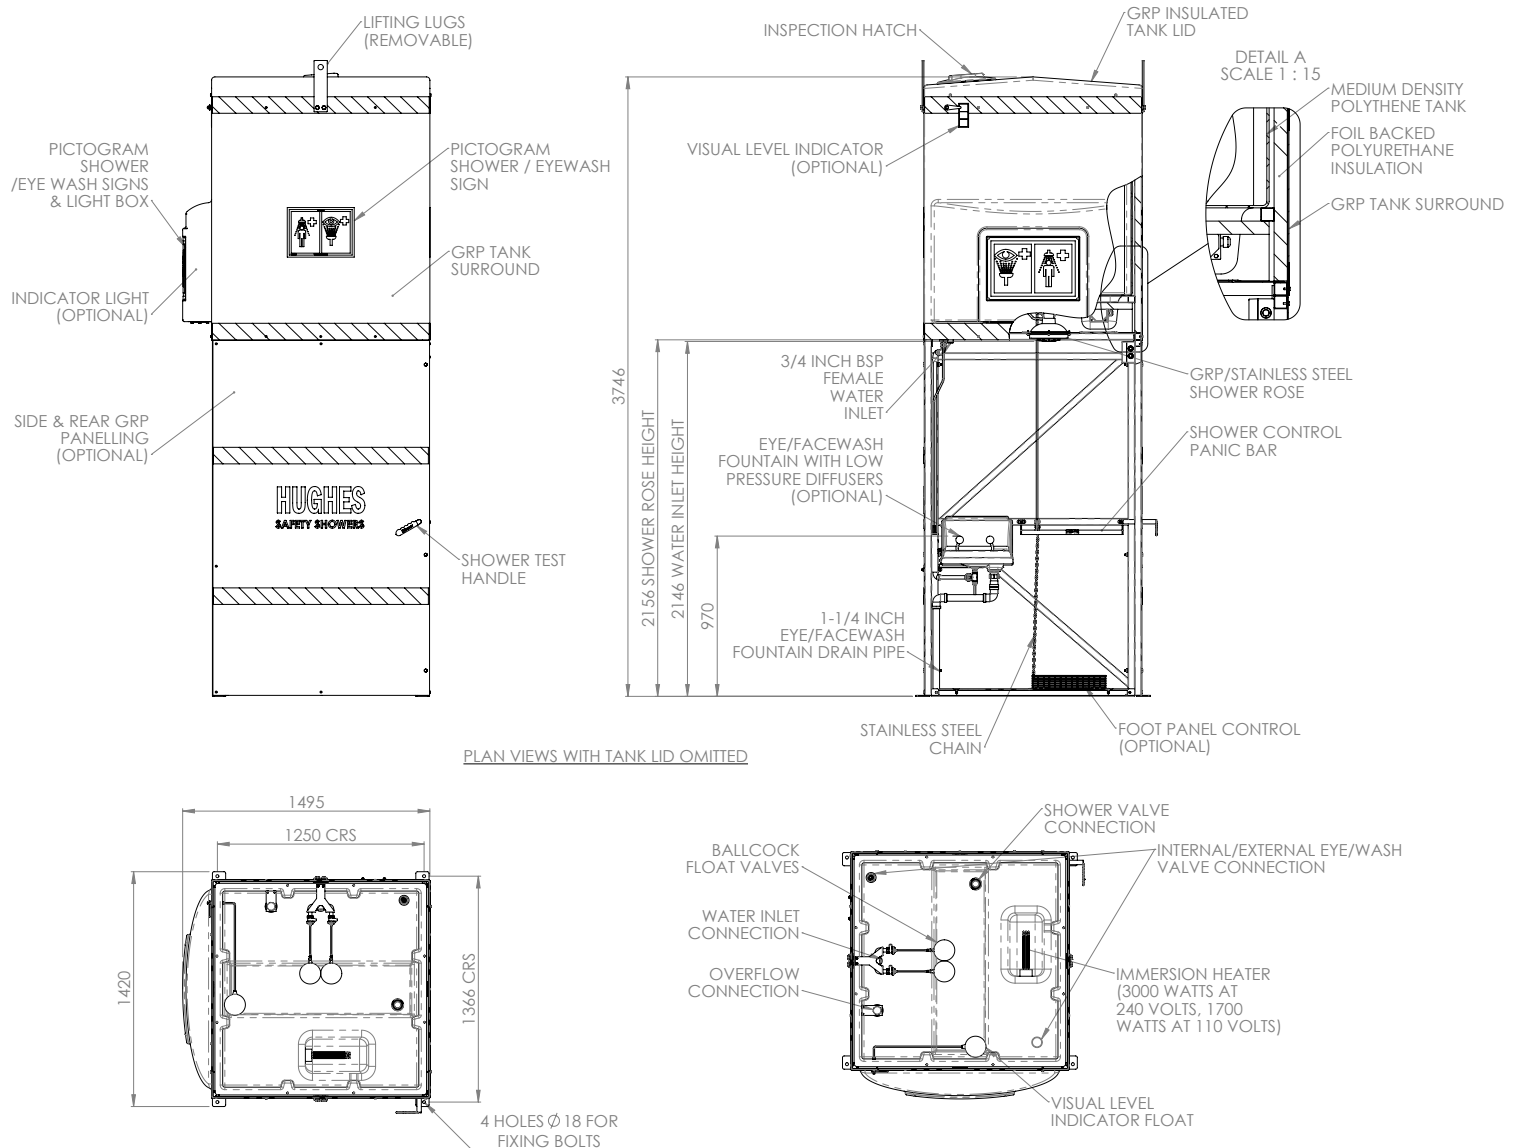 LIFTING LUGS
(REMOVABLE)
PICTOGRAM
SHOWER
/EYE WASH SIGNS
& LIGHT BOX
PICTOGRAM
SHOWER / EYEWASH
SIGN
GRP TANK
SURROUND
INDICATOR LIGHT
(OPTIONAL)
SIDE & REAR GRP
PANELLING
(OPTIONAL)
HUGHES
SAFETY SHOWERS
SHOWER TEST
HANDLE
INSPECTION HATCH
GRP INSULATED
TANK LID
VISUAL LEVEL INDICATOR
(OPTIONAL)
3746
2156 SHOWER ROSE HEIGHT
2146 WATER INLET HEIGHT
970
3/4 INCH BSP
FEMALE
WATER
INLET
EYE/FACEWASH
FOUNTAIN WITH LOW
PRESSURE DIFFUSERS
(OPTIONAL)
1-1/4 INCH
EYE/FACEWASH
FOUNTAIN DRAIN PIPE
STAINLESS STEEL
CHAIN
FOOT PANEL CONTROL
(OPTIONAL)
GRP/STAINLESS STEEL
SHOWER ROSE
SHOWER CONTROL
PANIC BAR
DETAIL A
SCALE 1 : 15
MEDIUM DENSITY
POLYTHENE TANK
FOIL BACKED
POLYURETHANE
INSULATION
GRP TANK SURROUND
PLAN VIEWS WITH TANK LID OMITTED
1495
1250 CRS
1420
1366 CRS
4 HOLES Ø 18 FOR
FIXING BOLTS
BALLCOCK
FLOAT VALVES
WATER INLET
CONNECTION
OVERFLOW
CONNECTION
SHOWER VALVE
CONNECTION
INTERNAL/EXTERNAL EYE/WASH
VALVE CONNECTION
IMMERSION HEATER
(3000 WATTS AT
240 VOLTS, 1700
WATTS AT 110 VOLTS)
VISUAL LEVEL
INDICATOR FLOAT